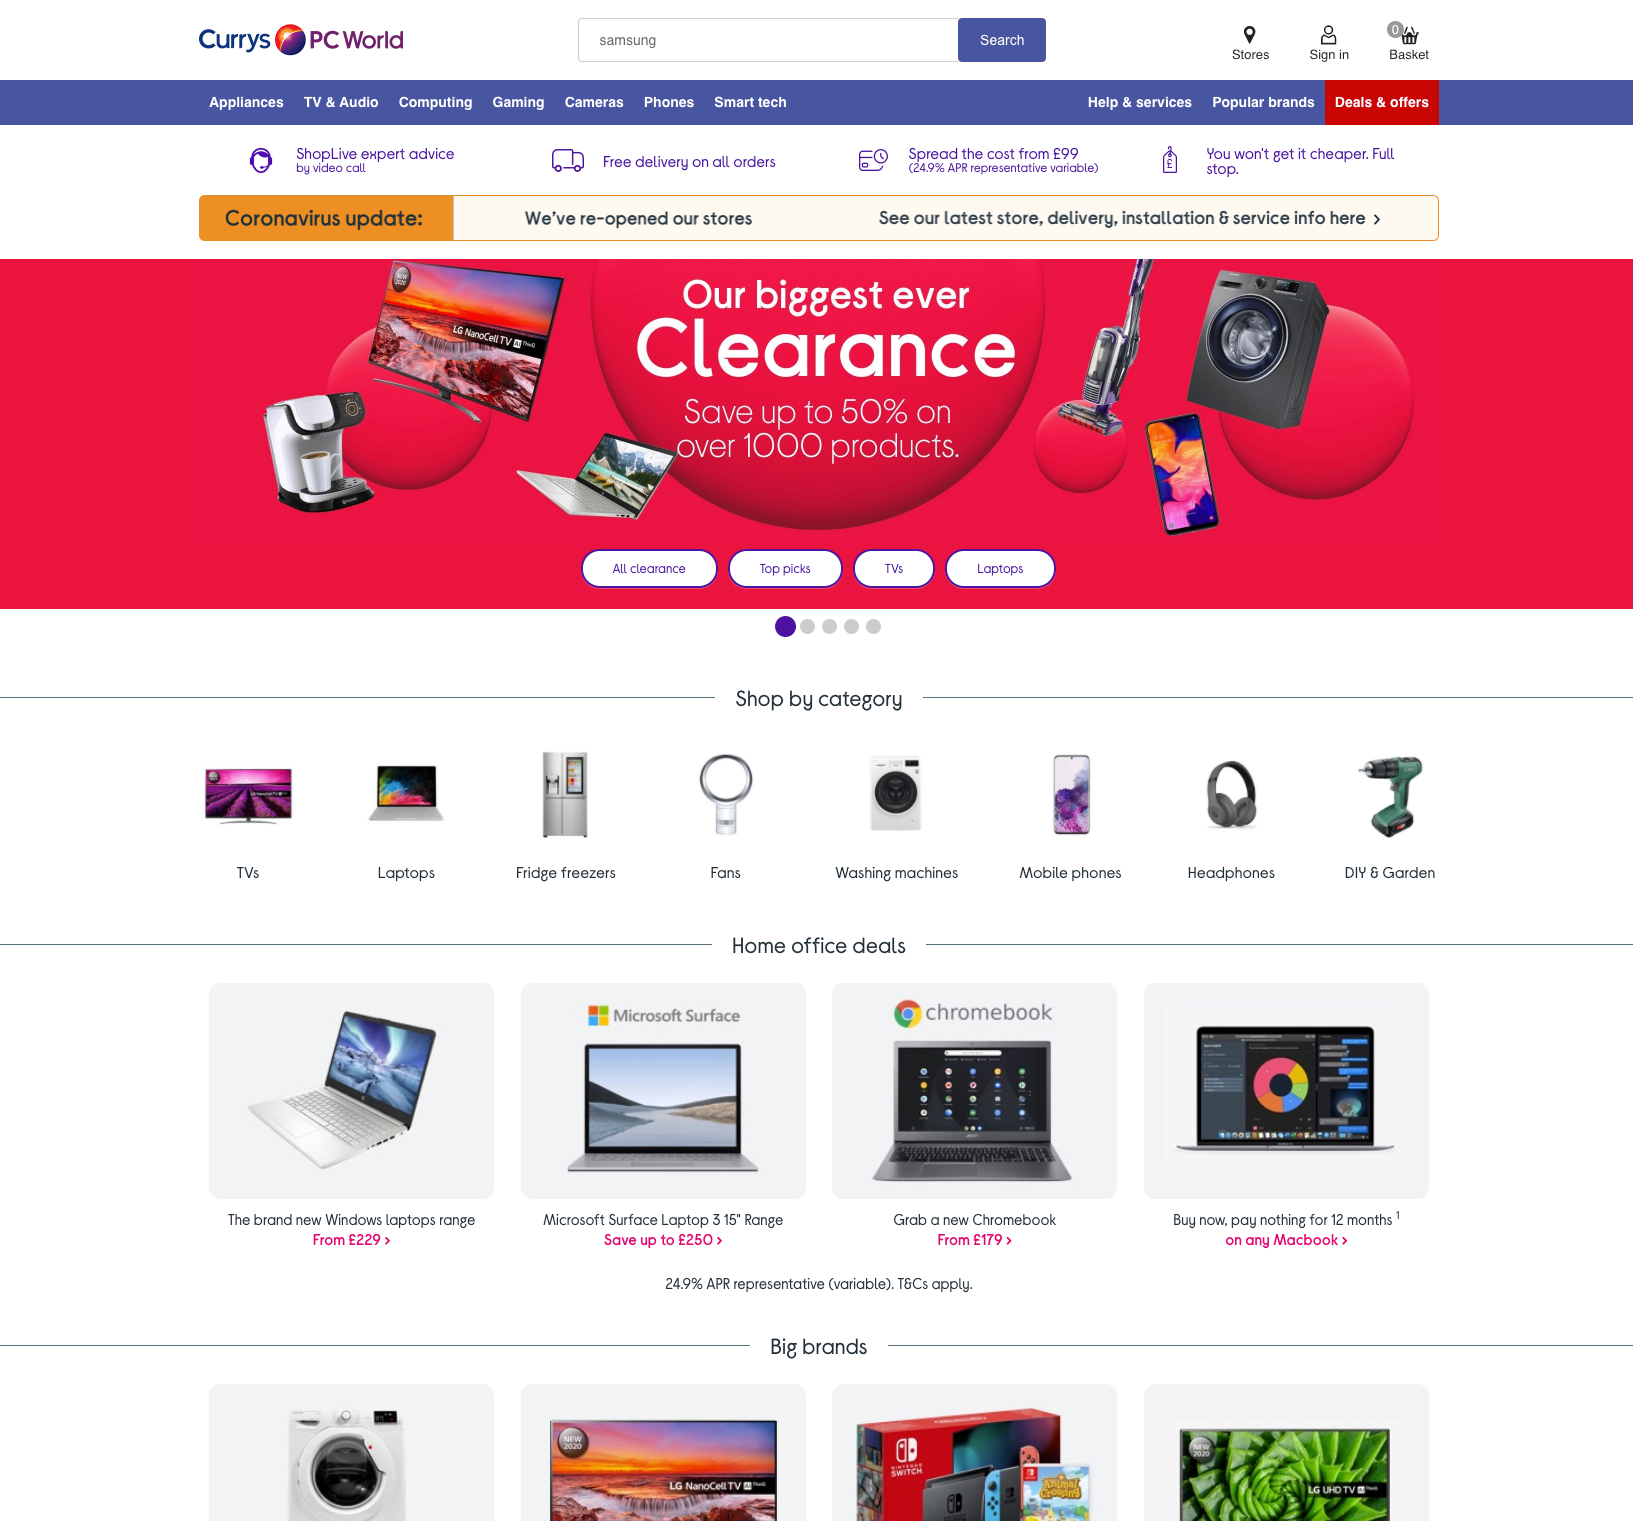 Currys PC World
samsung
Search
Stores
Sign in
0
Basket
Appliances
TV & Audio
Computing
Gaming
Cameras
Phones
Smart tech
Help & services
Popular brands
Deals & offers
ShopLive expert advice
by video call
Free delivery on all orders
Spread the cost from £99
(24.9% APR representative variable)
£
You won't get it cheaper. Full
stop.
Coronavirus update:
We've re-opened our stores
See our latest store, delivery, installation & service info here >
NEW
2020
LG NanoCell TV AI ThinQ
Our biggest ever
Clearance
Save up to 50% on
over 1000 products.
All clearance
Top picks
TVs
Laptops
Shop by category
TVs
Laptops
Fridge freezers
Fans
Washing machines
Mobile phones
Headphones
DIY & Garden
Home office deals
Microsoft Surface
chromebook
The brand new Windows laptops range
From £229 >
Microsoft Surface Laptop 3 15" Range
Save up to £250 >
Grab a new Chromebook
From £179 >
Buy now, pay nothing for 12 months 1
on any Macbook >
24.9% APR representative (variable). T&Cs apply.
Big brands
NEW
2020
LG NanoCell TV AI ThinQ
NINTENDO
SWITCH
Animal
Crossing
NEW
2020
LG UHD TV AI ThinQ